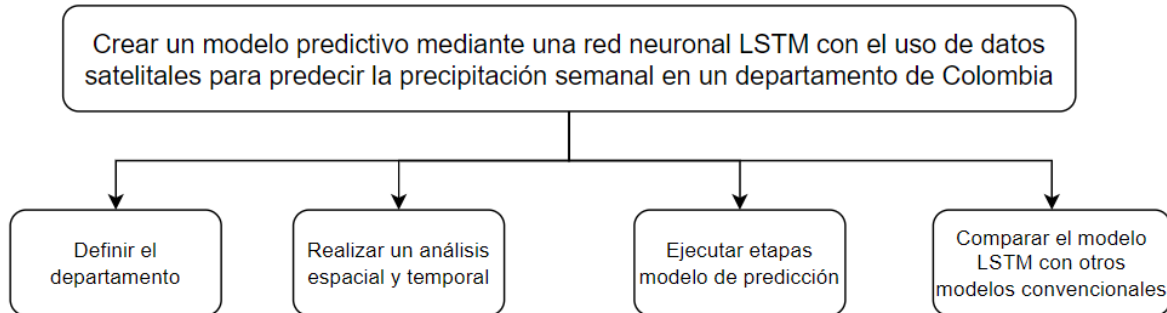 Crear un modelo predictivo mediante una red neuronal LSTM con el uso de datos
satelitales para predecir la precipitación semanal en un departamento de Colombia
Definir el
departamento
Realizar un análisis
espacial y temporal
Ejecutar etapas
modelo de predicción
Comparar el modelo
LSTM con otros
modelos convencionales